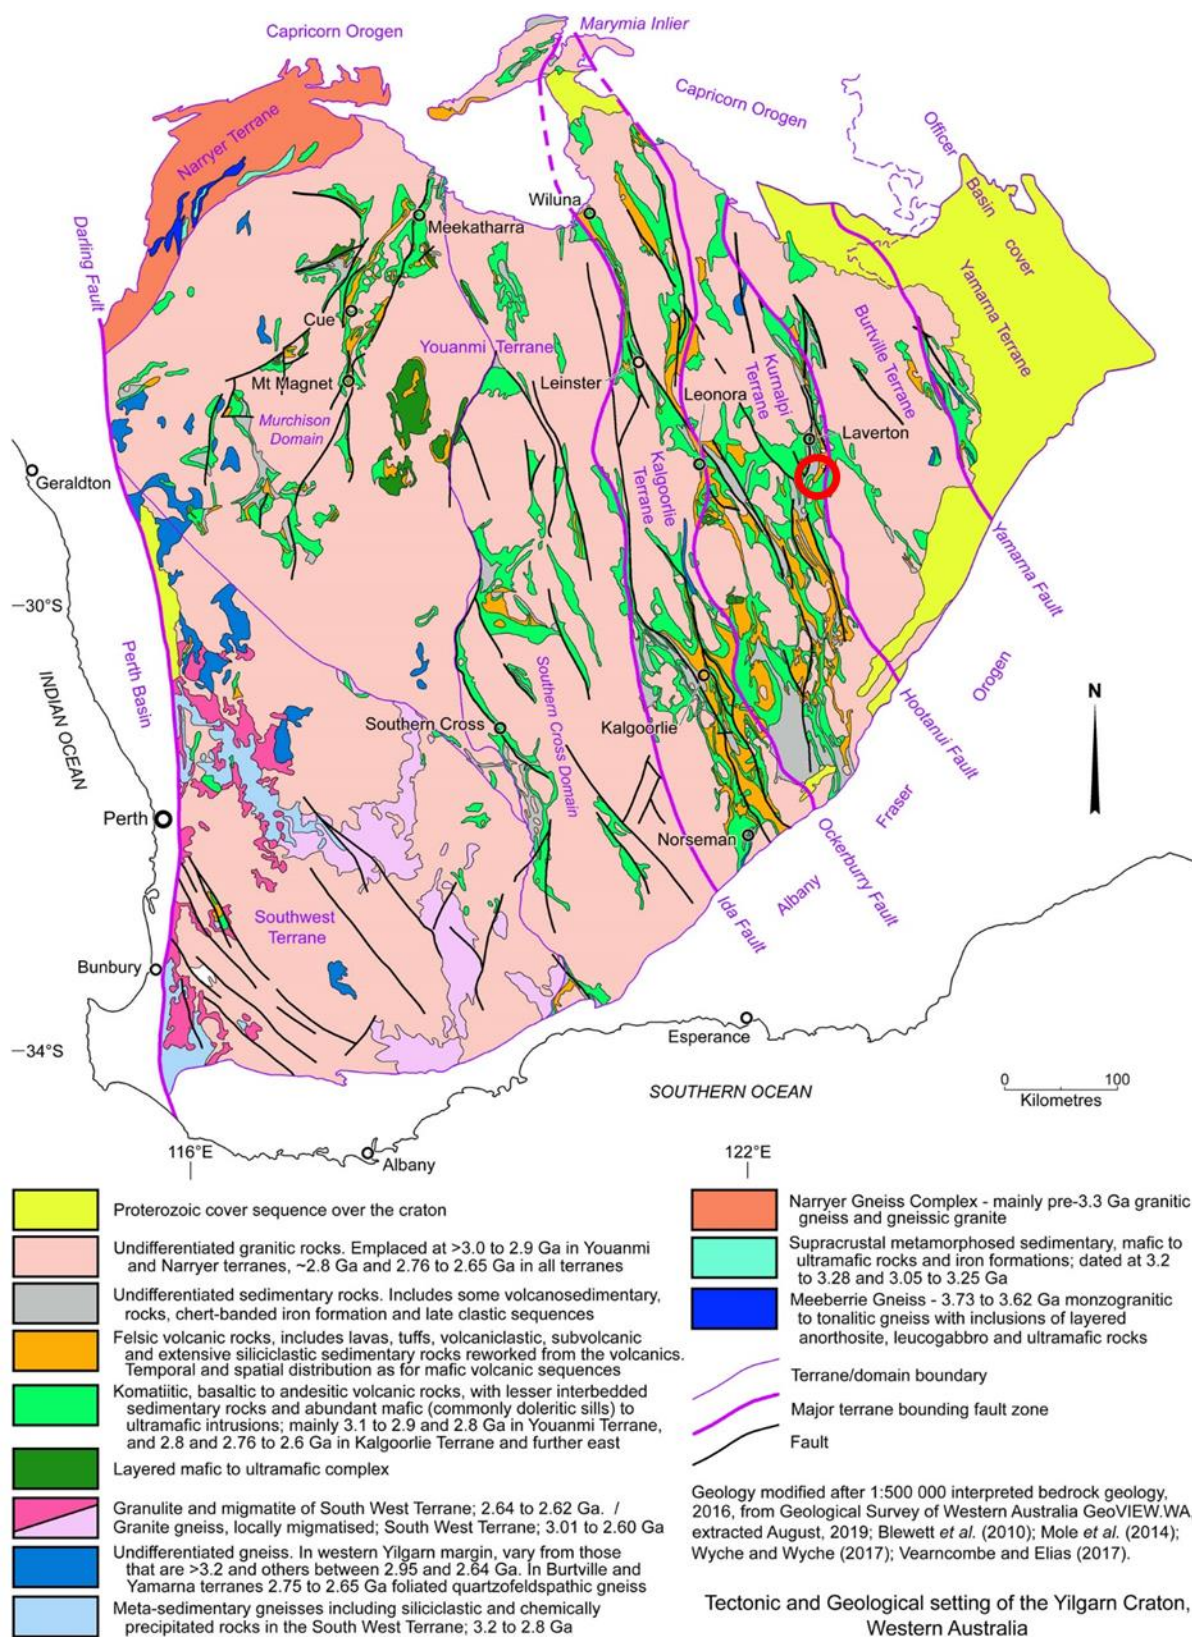 Capricorn Orogen
Marymia Inlier
Capricorn Orogen
Officer
Basin
cover
Narryer Terrane
Wiluna
Meekatharra
Darling Fault
Yamarna Terrane
Cue
Youanmi Terrane
Burtville Terrane
Mt Magnet
Leinster
Kurnalpi
Terrane
Leonora
Murchison
Domain
Laverton
Geraldton
Kalgoorlie
Terrane
Yamarna Fault
30°S
Perth Basin
INDIAN OCEAN
Southern Cross Domain
Orogen
N
Southern Cross
Kalgoorlie
Hootanui Fault
Perth
Fraser
Norseman
Ockerburry Fault
Albany
Ida Fault
Southwest
Terrane
Bunbury
Esperance
34°S
SOUTHERN OCEAN
0 100
Kilometres
116°E
122°E
Albany
Proterozoic cover sequence over the craton
Undifferentiated granitic rocks. Emplaced at >3.0 to 2.9 Ga in Youanmi
and Narryer terranes, ~2.8 Ga and 2.76 to 2.65 Ga in all terranes
Undifferentiated sedimentary rocks. Includes some volcanosedimentary,
rocks, chert-banded iron formation and late clastic sequences
Felsic volcanic rocks, includes lavas, tuffs, volcaniclastic, subvolcanic
and extensive siliciclastic sedimentary rocks reworked from the volcanics.
Temporal and spatial distribution as for mafic volcanic sequences
Komatiitic, basaltic to andesitic volcanic rocks, with lesser interbedded
sedimentary rocks and abundant mafic (commonly doleritic sills) to
ultramafic intrusions; mainly 3.1 to 2.9 and 2.8 Ga in Youanmi Terrane,
and 2.8 and 2.76 to 2.6 Ga in Kalgoorlie Terrane and further east
Layered mafic to ultramafic complex
Granulite and migmatite of South West Terrane; 2.64 to 2.62 Ga. /
Granite gneiss, locally migmatised; South West Terrane; 3.01 to 2.60 Ga
Undifferentiated gneiss. In western Yilgarn margin, vary from those
that are >3.2 and others between 2.95 and 2.64 Ga. In Burtville and
Yamarna terranes 2.75 to 2.65 Ga foliated quartzofeldspathic gneiss
Meta-sedimentary gneisses including siliciclastic and chemically
precipitated rocks in the South West Terrane; 3.2 to 2.8 Ga
Narryer Gneiss Complex - mainly pre-3.3 Ga granitic
gneiss and gneissic granite
Supracrustal metamorphosed sedimentary, mafic to
ultramafic rocks and iron formations; dated at 3.2
to 3.28 and 3.05 to 3.25 Ga
Meeberrie Gneiss - 3.73 to 3.62 Ga monzogranitic
to tonalitic gneiss with inclusions of layered
anorthosite, leucogabbro and ultramafic rocks
Terrane/domain boundary
Major terrane bounding fault zone
Fault
Geology modified after 1:500 000 interpreted bedrock geology,
2016, from Geological Survey of Western Australia GeoVIEW.WA,
extracted August, 2019; Blewett et al. (2010); Mole et al. (2014);
Wyche and Wyche (2017); Vearncombe and Elias (2017).
Tectonic and Geological setting of the Yilgarn Craton,
Western Australia